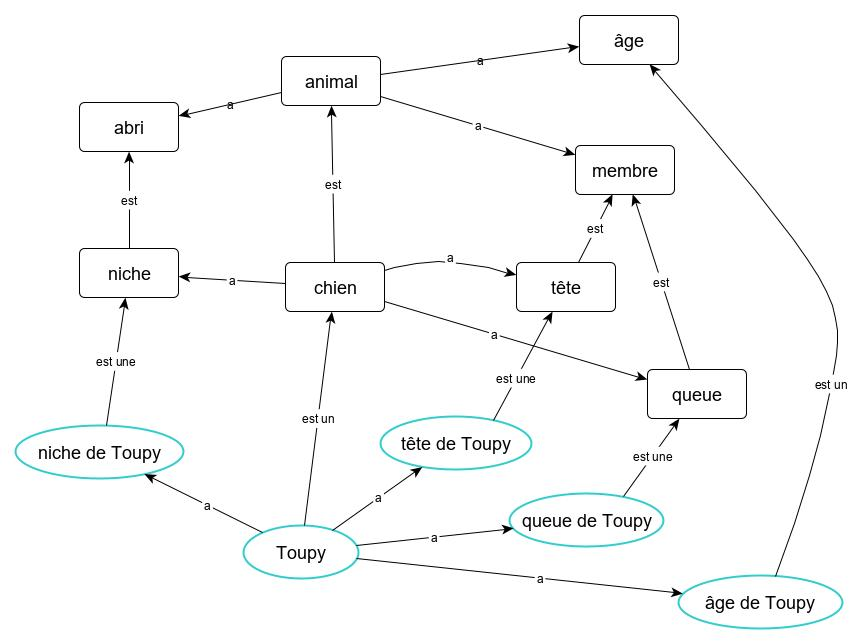 âge
a
animal
a
abri
a
membre
est
est
est
niche
a
chien
a
tête
est
a
queue
est une
est une
est un
est un
est une
niche de Toupy
tête de Toupy
a
a
queue de Toupy
a
Toupy
a
âge de Toupy